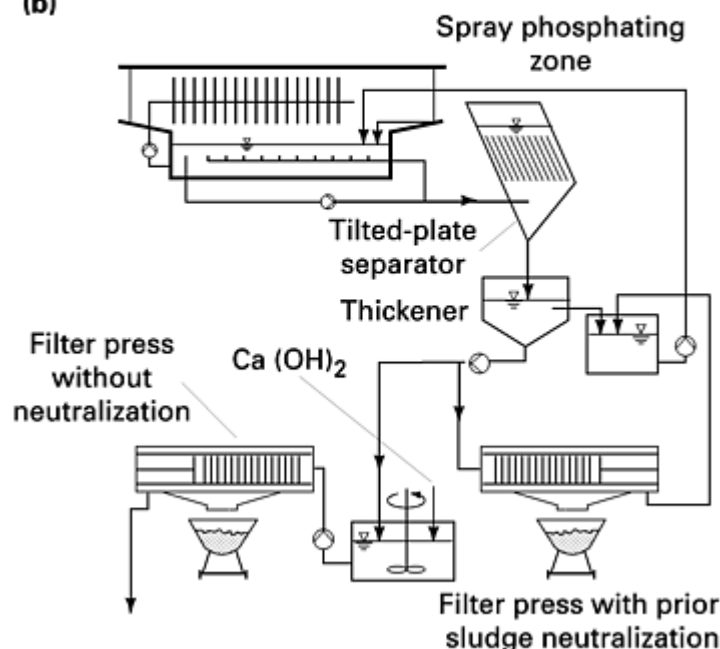 (b)
Spray phosphating
zone
Tilted-plate
separator
Thickener
Filter press
without
neutralization
Ca (OH)2
Filter press with prior
sludge neutralization